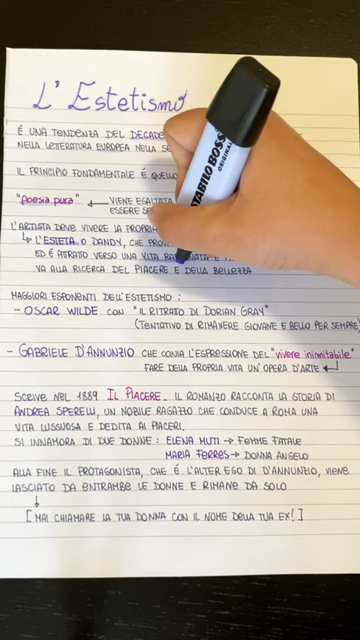 L'Estetismo
É UNA TENDENZA DEL DECADE
NELLA LETERATURA EUROPEA NELLA S
IL PRINCIPIO FONDAMENTALE É QUELLO
"Poesia pura" ← VIENE ESALTATA
ESSERE SE
L'ARTISTA DEVE VIVERE LA PROPRIA
↳ L'ESTETA O DANDY, CHE PROV
ED É ATTRATO VERSO UNA VITA RAFFINATA E
VA ALLA RICERCA DEL PIACERE E DELLA BELLEZZA
MAGGIORI ESPONENTI DELL'ESTETISMO :
- OSCAR WILDE CON "IL RITRATO DI DORIAN GRAY"
(TENTATIVO DI RIMANERE GIOVANE E BELLO PER SEMPRE)
- GABRIELE D'ANNUNZIO CHE CONIA L'ESPRESSIONE DEL "vivere inimitabile"
FARE DELLA PROPRIA VITA UN'OPERA D'ARTE ←
SCRIVE NEL 1889 IL PIACERE. IL ROMANZO RACCONTA LA STORIA DI
ANDREA SPERELLI, UN NOBILE RAGAZZO CHE CONDUCE A ROMA UNA
VITA LUSSUOSA E DEDITA AI PIACERI.
SI INNAMORA DI DUE DONNE : ELENA MUTI → FEMME FATALE
MARIA FERRES → DONNA ANGELO
ALLA FINE IL PROTAGONISTA, CHE É L'ALTER EGO DI D'ANNUNZIO, VIENE
LASCIATO DA ENTRAMBE LE DONNE E RIMANE DA SOLO
↓
[ MAI CHIAMARE LA TUA DONNA CON IL NOME DELLA TUA EX! ]
STABILO BOSS
ORIGINAL